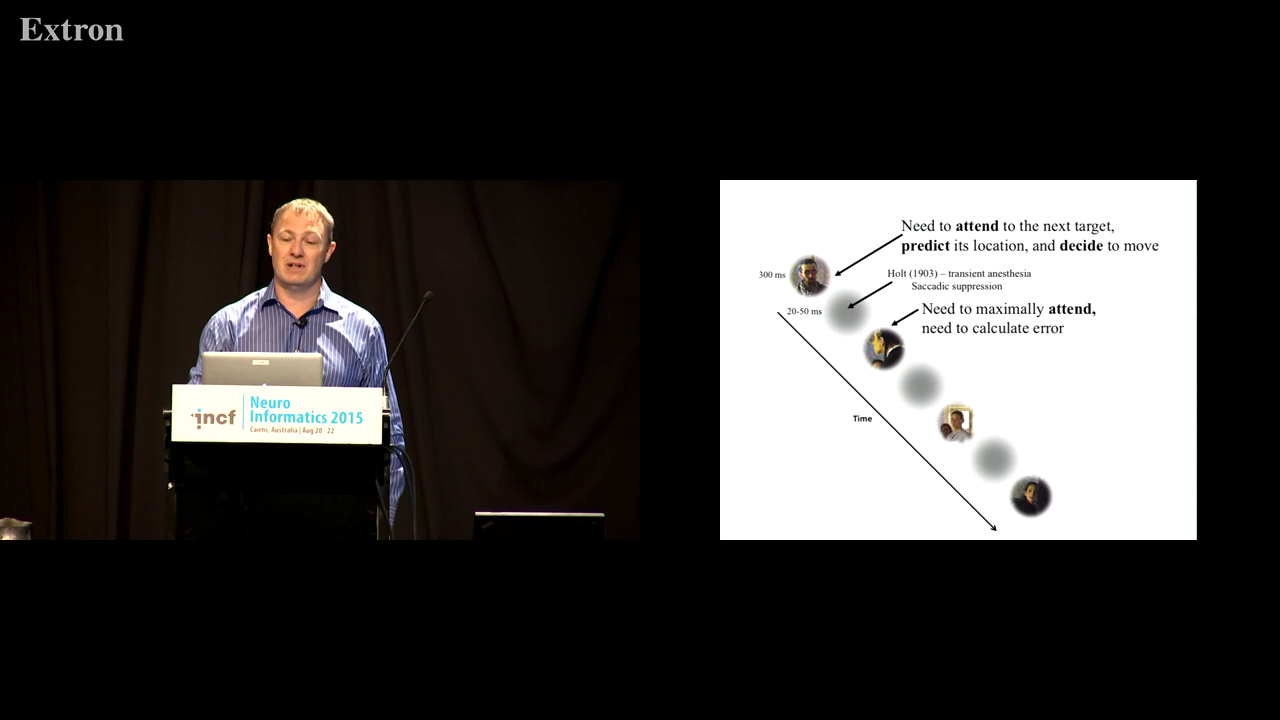 Extron
incf
Neuro
Informatics 2015
Cairns, Australia | Aug 20 22
Need to attend to the next target,
predict its location, and decide to move
300 ms
Holt (1903) – transient anesthesia
Saccadic suppression
20-50 ms
Need to maximally attend,
need to calculate error
Time